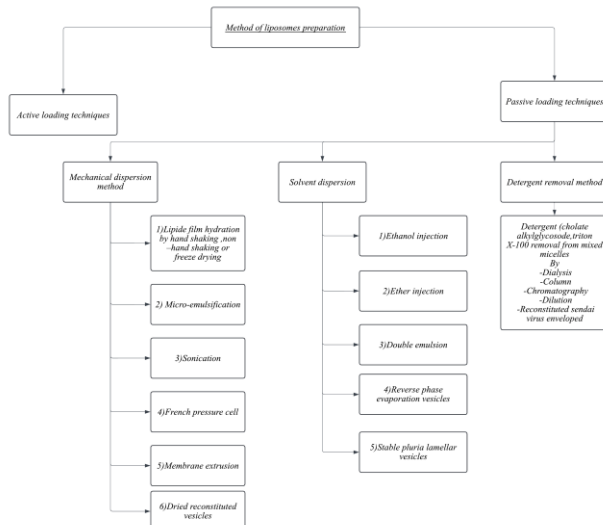 Method of liposomes preparation
Active loading techniques
Passive loading techniques
Mechanical dispersion
method
Solvent dispersion
Detergent removal method
1)Lipide film hydration
by hand shaking ,non
–hand shaking or
freeze drying
2) Micro-emulsification
3)Sonication
4)French pressure cell
5)Membrane extrusion
6)Dried reconstituted
vesicles
1)Ethanol injection
2)Ether injection
3)Double emulsion
4)Reverse phase
evaporation vesicles
5)Stable pluria lamellar
vesicles
Detergent (cholate
alkylglycosode,triton
X-100 removal from mixed
micelles
By
-Dialysis
-Column
-Chromatography
-Dilution
-Reconstituted sendai
virus enveloped